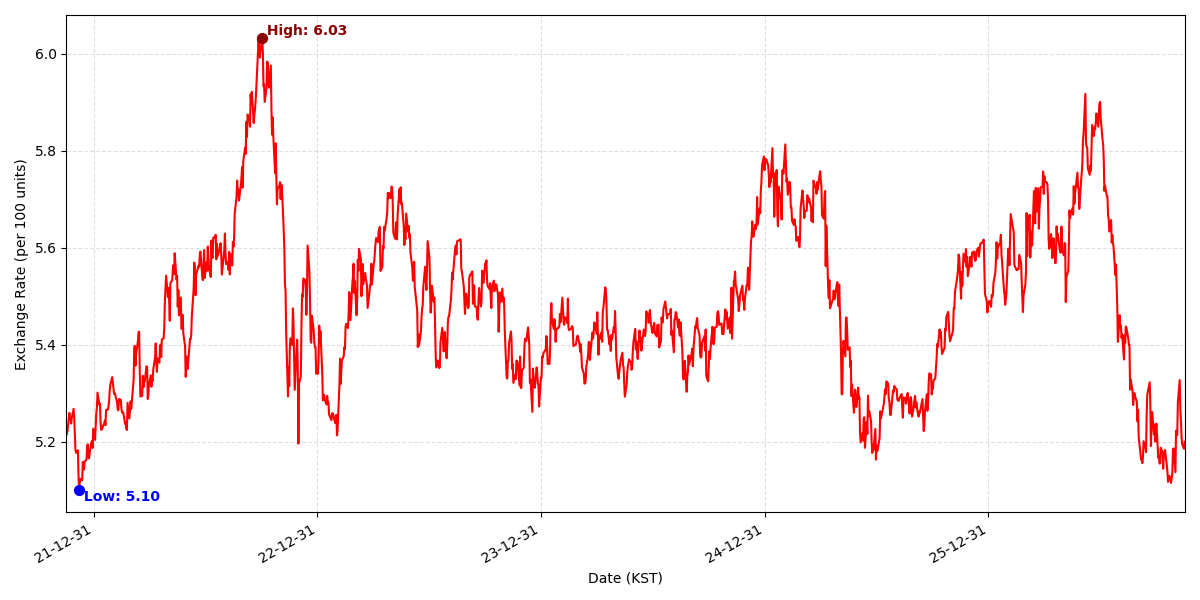 High: 6.03
6.0
5.8
5.6
5.4
5.2
Exchange Rate (per 100 units)
Low: 5.10
21-12-31
22-12-31
23-12-31
24-12-31
25-12-31
Date (KST)